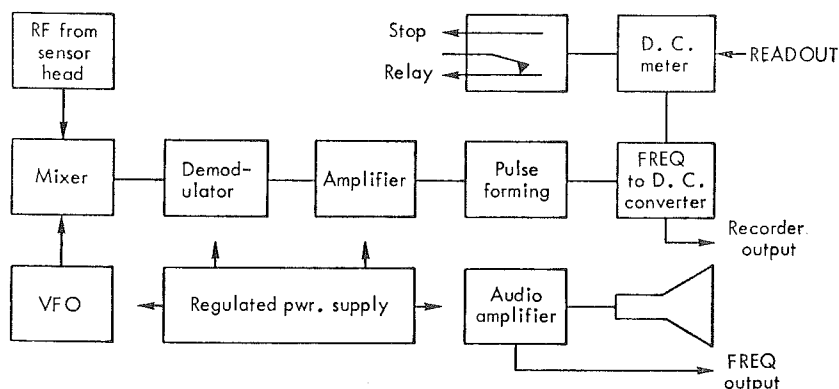 RF from
sensor
head
Stop
Relay
D. C.
meter
READOUT
Mixer
Demod-
ulator
Amplifier
Pulse
forming
FREQ
to D. C.
converter
Recorder
output
VFO
Regulated pwr. supply
Audio
amplifier
FREQ
output